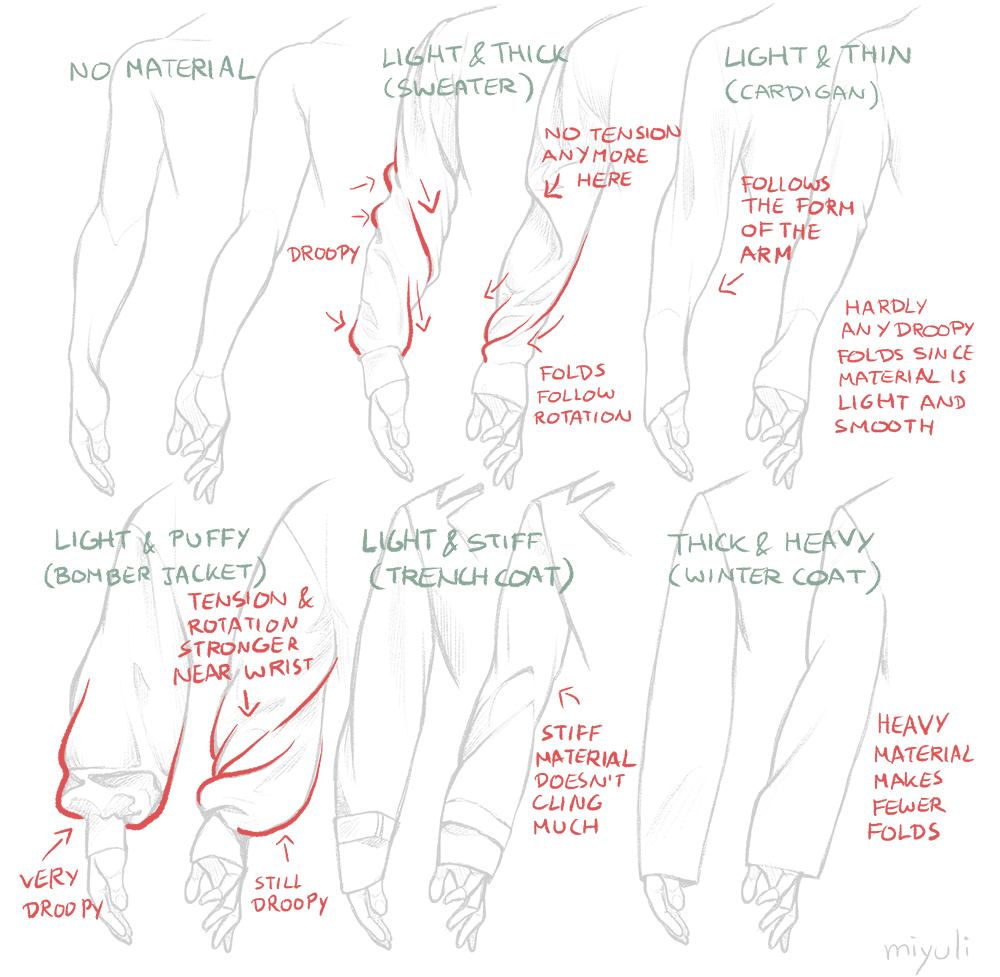 NO MATERIAL
LIGHT & THICK
(SWEATER)
LIGHT & THIN
(CARDIGAN)
NO TENSION
ANYMORE
HERE
DROOPY
FOLDS
FOLLOW
ROTATION
FOLLOWS
THE FORM
OF THE
ARM
HARDLY
ANY DROOPY
FOLDS SINCE
MATERIAL IS
LIGHT AND
SMOOTH
LIGHT & PUFFY
(BOMBER JACKET)
TENSION &
ROTATION
STRONGER
NEAR WRIST
VERY
DROOPY
STILL
DROOPY
LIGHT & STIFF
(TRENCH COAT)
STIFF
MATERIAL
DOESN'T
CLING
MUCH
THICK & HEAVY
(WINTER COAT)
HEAVY
MATERIAL
MAKES
FEWER
FOLDS
miyuli